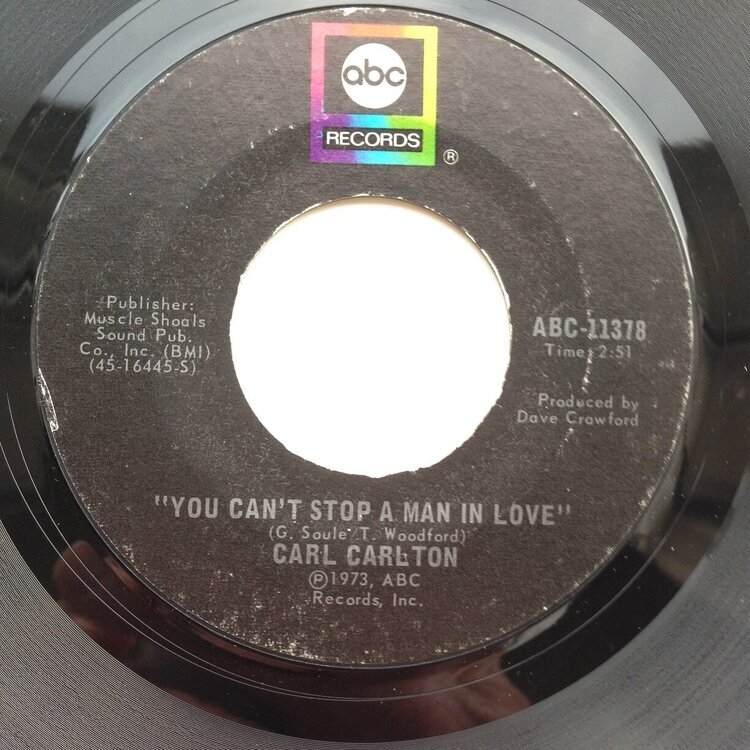 abc
RECORDS
®
Publisher:
Muscle Shoals
Sound Pub.
Co., Inc. (BMI)
(45-16445-S)
ABC-11378
Time: 2:51
Produced by
Dave Crawford
"YOU CAN'T STOP A MAN IN LOVE"
(G. Soule T. Woodford)
CARL CARLTON
Ⓟ1973, ABC
Records, Inc.